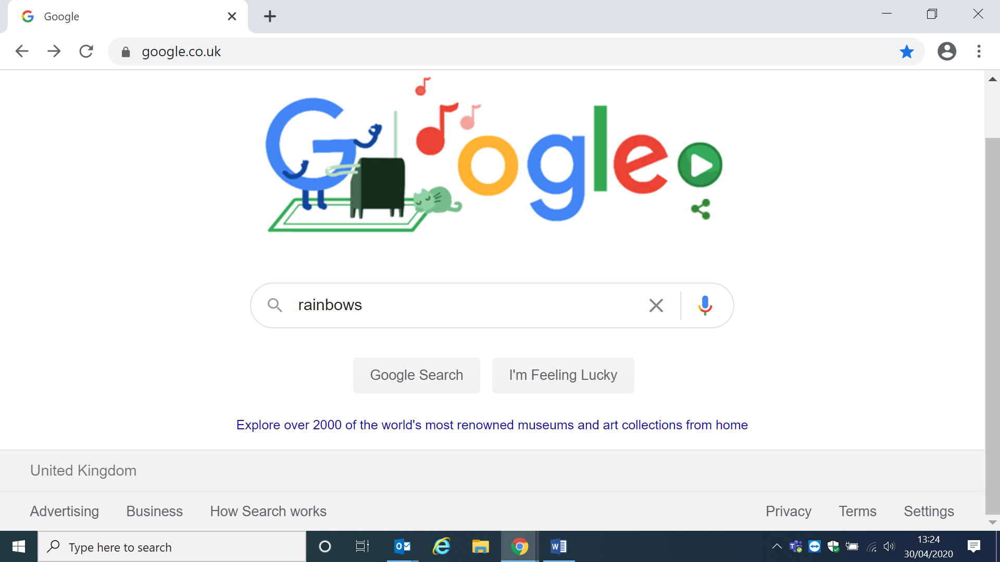 Google
google.co.uk
Google
rainbows
Google Search
I'm Feeling Lucky
Explore over 2000 of the world's most renowned museums and art collections from home
United Kingdom
Advertising Business How Search works Privacy Terms Settings
Type here to search
13:24
30/04/2020